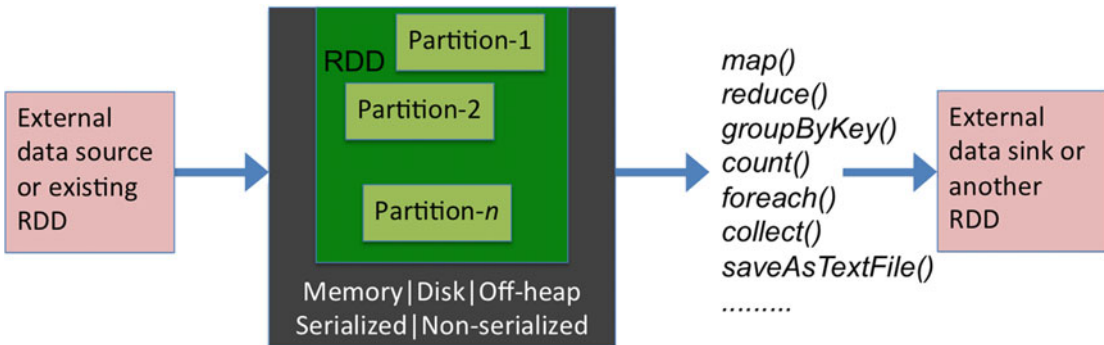 External
data source
or existing
RDD
RDD
Partition-1
Partition-2
Partition-n
Memory|Disk|Off-heap
Serialized|Non-serialized
map()
reduce()
groupByKey()
count()
foreach()
collect()
saveAsTextFile()
.........
External
data sink or
another
RDD